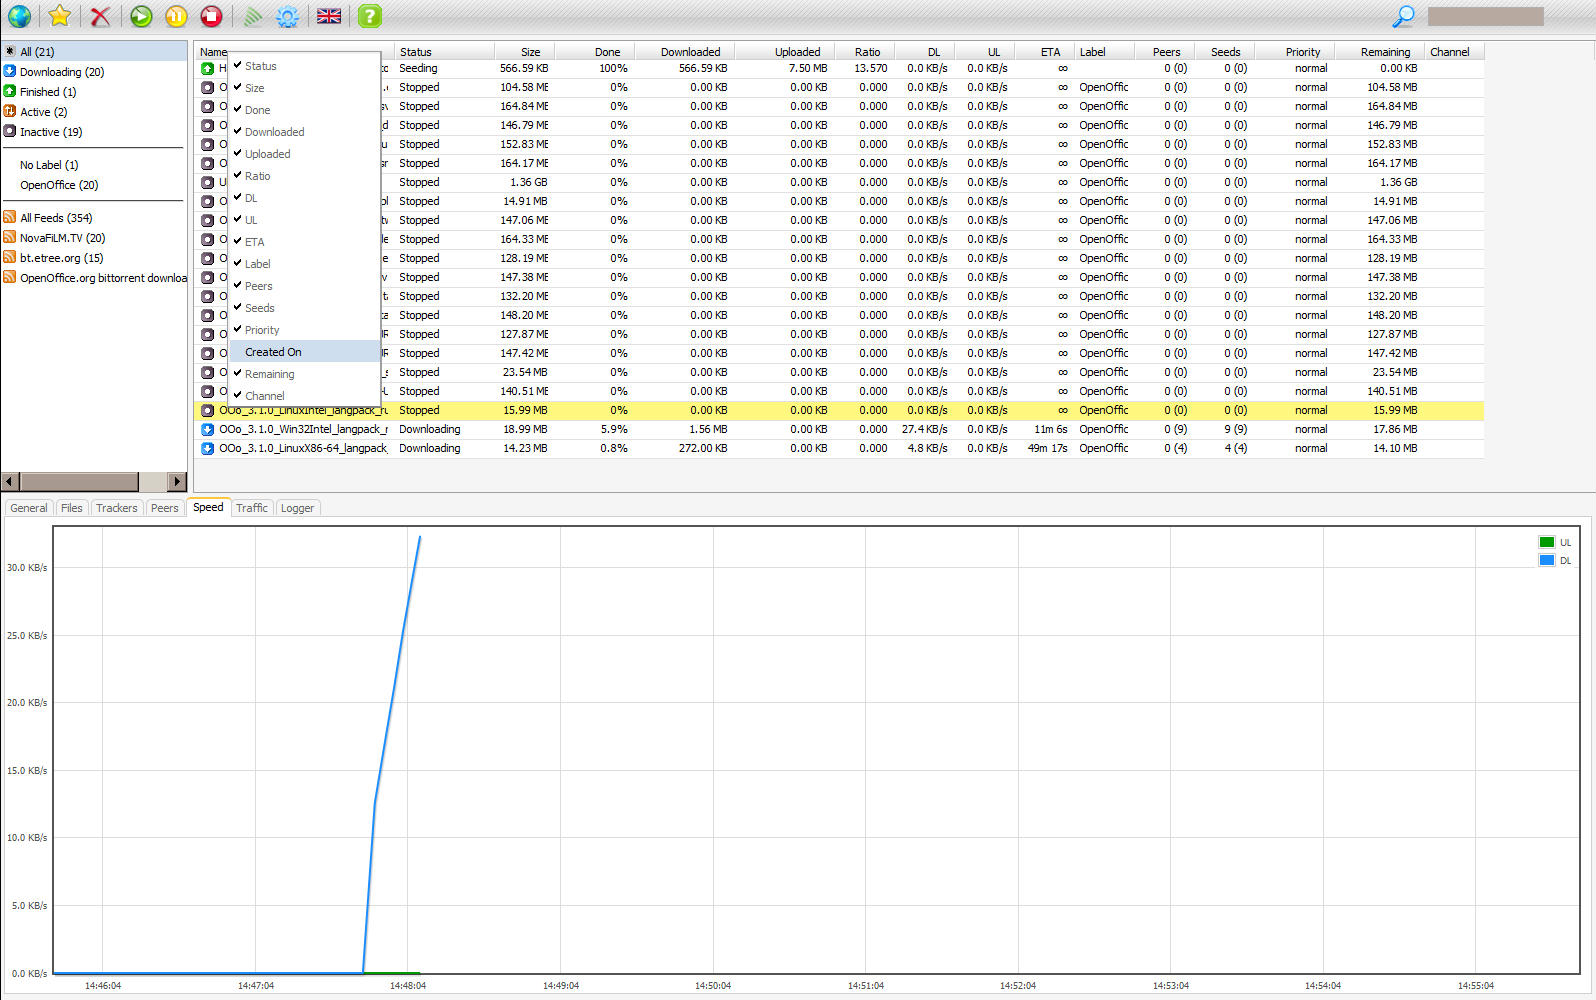 ?
All (21)
Downloading (20)
Finished (1)
Active (2)
Inactive (19)
No Label (1)
OpenOffice (20)
All Feeds (354)
NovaFiLM.TV (20)
bt.etree.org (15)
OpenOffice.org bittorrent downloa
Name Status Size Done Downloaded Uploaded Ratio DL UL ETA Label Peers Seeds Priority Remaining Channel
Seeding 566.59 KB 100% 566.59 KB 7.50 MB 13.570 0.0 KB/s 0.0 KB/s ∞ 0 (0) 0 (0) normal 0.00 KB
Stopped 104.58 MB 0% 0.00 KB 0.00 KB 0.000 0.0 KB/s 0.0 KB/s ∞ OpenOffic 0 (0) 0 (0) normal 104.58 MB
Stopped 164.84 MB 0% 0.00 KB 0.00 KB 0.000 0.0 KB/s 0.0 KB/s ∞ OpenOffic 0 (0) 0 (0) normal 164.84 MB
Stopped 146.79 MB 0% 0.00 KB 0.00 KB 0.000 0.0 KB/s 0.0 KB/s ∞ OpenOffic 0 (0) 0 (0) normal 146.79 MB
Stopped 152.83 MB 0% 0.00 KB 0.00 KB 0.000 0.0 KB/s 0.0 KB/s ∞ OpenOffic 0 (0) 0 (0) normal 152.83 MB
Stopped 164.17 MB 0% 0.00 KB 0.00 KB 0.000 0.0 KB/s 0.0 KB/s ∞ OpenOffic 0 (0) 0 (0) normal 164.17 MB
Stopped 1.36 GB 0% 0.00 KB 0.00 KB 0.000 0.0 KB/s 0.0 KB/s ∞ OpenOffic 0 (0) 0 (0) normal 1.36 GB
Stopped 14.91 MB 0% 0.00 KB 0.00 KB 0.000 0.0 KB/s 0.0 KB/s ∞ OpenOffic 0 (0) 0 (0) normal 14.91 MB
Stopped 147.06 MB 0% 0.00 KB 0.00 KB 0.000 0.0 KB/s 0.0 KB/s ∞ OpenOffic 0 (0) 0 (0) normal 147.06 MB
Stopped 164.33 MB 0% 0.00 KB 0.00 KB 0.000 0.0 KB/s 0.0 KB/s ∞ OpenOffic 0 (0) 0 (0) normal 164.33 MB
Stopped 128.19 MB 0% 0.00 KB 0.00 KB 0.000 0.0 KB/s 0.0 KB/s ∞ OpenOffic 0 (0) 0 (0) normal 128.19 MB
Stopped 147.38 MB 0% 0.00 KB 0.00 KB 0.000 0.0 KB/s 0.0 KB/s ∞ OpenOffic 0 (0) 0 (0) normal 147.38 MB
Stopped 132.20 MB 0% 0.00 KB 0.00 KB 0.000 0.0 KB/s 0.0 KB/s ∞ OpenOffic 0 (0) 0 (0) normal 132.20 MB
Stopped 148.20 MB 0% 0.00 KB 0.00 KB 0.000 0.0 KB/s 0.0 KB/s ∞ OpenOffic 0 (0) 0 (0) normal 148.20 MB
Stopped 127.87 MB 0% 0.00 KB 0.00 KB 0.000 0.0 KB/s 0.0 KB/s ∞ OpenOffic 0 (0) 0 (0) normal 127.87 MB
Stopped 147.42 MB 0% 0.00 KB 0.00 KB 0.000 0.0 KB/s 0.0 KB/s ∞ OpenOffic 0 (0) 0 (0) normal 147.42 MB
Stopped 23.54 MB 0% 0.00 KB 0.00 KB 0.000 0.0 KB/s 0.0 KB/s ∞ OpenOffic 0 (0) 0 (0) normal 23.54 MB
Stopped 140.51 MB 0% 0.00 KB 0.00 KB 0.000 0.0 KB/s 0.0 KB/s ∞ OpenOffic 0 (0) 0 (0) normal 140.51 MB
OOo_3.1.0_LinuxIntel_langpack_ru Stopped 15.99 MB 0% 0.00 KB 0.00 KB 0.000 0.0 KB/s 0.0 KB/s ∞ OpenOffic 0 (0) 0 (0) normal 15.99 MB
OOo_3.1.0_Win32Intel_langpack_r Downloading 18.99 MB 5.9% 1.56 MB 0.00 KB 0.000 27.4 KB/s 0.0 KB/s 11m 6s OpenOffic 0 (9) 9 (9) normal 17.86 MB
OOo_3.1.0_LinuxX86-64_langpack_ Downloading 14.23 MB 0.8% 272.00 KB 0.00 KB 0.000 4.8 KB/s 0.0 KB/s 49m 17s OpenOffic 0 (4) 4 (4) normal 14.10 MB
Status
Size
Done
Downloaded
Uploaded
Ratio
DL
UL
ETA
Label
Peers
Seeds
Priority
Created On
Remaining
Channel
General Files Trackers Peers Speed Traffic Logger
UL
DL
30.0 KB/s
25.0 KB/s
20.0 KB/s
15.0 KB/s
10.0 KB/s
5.0 KB/s
0.0 KB/s
14:46:04 14:47:04 14:48:04 14:49:04 14:50:04 14:51:04 14:52:04 14:53:04 14:54:04 14:55:04